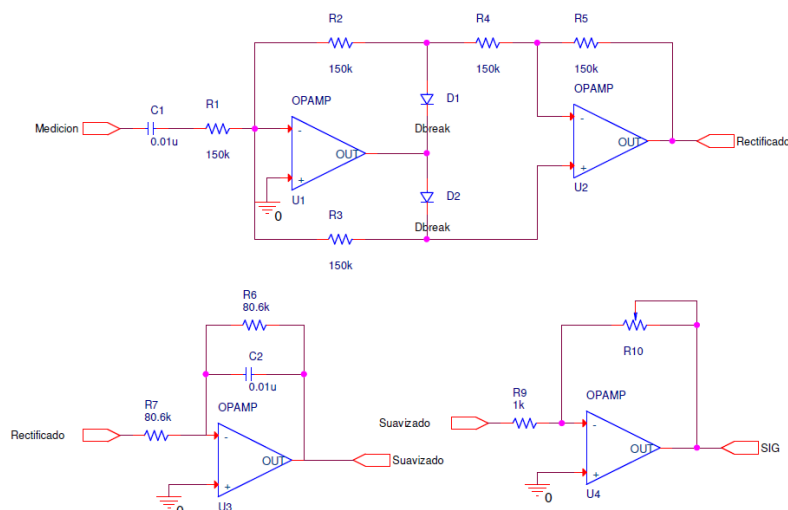 R2
150k
R4
150k
R5
150k
OPAMP
D1
Dbreak
OPAMP
C1
0.01u
R1
150k
Medicion
-
+
OUT
U1
0
-
+
OUT
U2
Rectificado
D2
Dbreak
R3
150k
R6
80.6k
C2
0.01u
R7
80.6k
OPAMP
Rectificado
-
+
OUT
U3
0
Suavizado
R10
R9
1k
OPAMP
Suavizado
-
+
OUT
U4
0
SIG